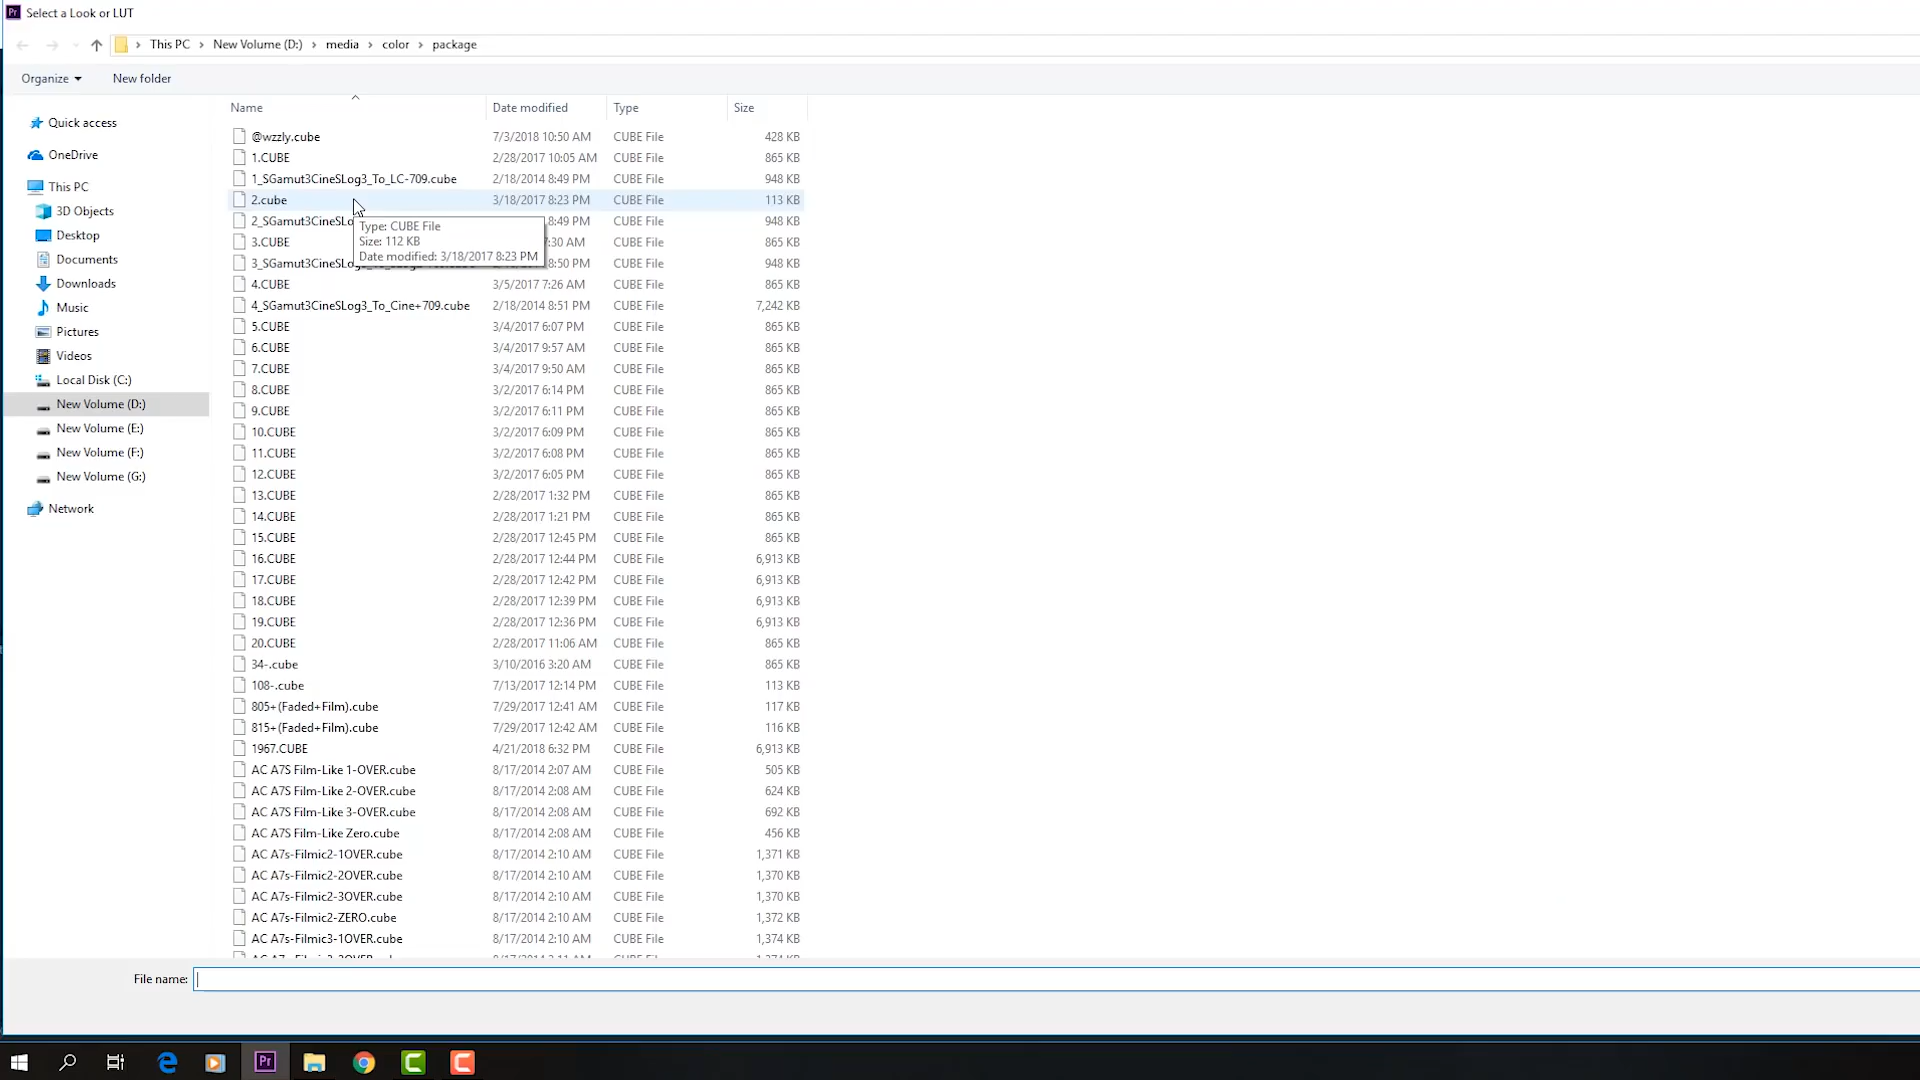 Pr Select a Look or LUT
This PC > New Volume (D:) > media > color > package
Organize New folder
Name Date modified Type Size
Quick access
OneDrive
This PC
3D Objects
Desktop
Documents
Downloads
Music
Pictures
Videos
Local Disk (C:)
New Volume (D:)
New Volume (E:)
New Volume (F:)
New Volume (G:)
Network
@wzzly.cube 7/3/2018 10:50 AM CUBE File 428 KB
1.CUBE 2/28/2017 10:05 AM CUBE File 865 KB
1_SGamut3CineSLog3_To_LC-709.cube 2/18/2014 8:49 PM CUBE File 948 KB
2.cube 3/18/2017 8:23 PM CUBE File 113 KB
2_SGamut3CineSLo 8:49 PM CUBE File 948 KB
Type: CUBE File
Size: 112 KB
Date modified: 3/18/2017 8:23 PM
3.CUBE 7:30 AM CUBE File 865 KB
3_SGamut3CineSLog3 8:50 PM CUBE File 948 KB
4.CUBE 3/5/2017 7:26 AM CUBE File 865 KB
4_SGamut3CineSLog3_To_Cine+709.cube 2/18/2014 8:51 PM CUBE File 7,242 KB
5.CUBE 3/4/2017 6:07 PM CUBE File 865 KB
6.CUBE 3/4/2017 9:57 AM CUBE File 865 KB
7.CUBE 3/4/2017 9:50 AM CUBE File 865 KB
8.CUBE 3/2/2017 6:14 PM CUBE File 865 KB
9.CUBE 3/2/2017 6:11 PM CUBE File 865 KB
10.CUBE 3/2/2017 6:09 PM CUBE File 865 KB
11.CUBE 3/2/2017 6:08 PM CUBE File 865 KB
12.CUBE 3/2/2017 6:05 PM CUBE File 865 KB
13.CUBE 2/28/2017 1:32 PM CUBE File 865 KB
14.CUBE 2/28/2017 1:21 PM CUBE File 865 KB
15.CUBE 2/28/2017 12:45 PM CUBE File 865 KB
16.CUBE 2/28/2017 12:44 PM CUBE File 6,913 KB
17.CUBE 2/28/2017 12:42 PM CUBE File 6,913 KB
18.CUBE 2/28/2017 12:39 PM CUBE File 6,913 KB
19.CUBE 2/28/2017 12:36 PM CUBE File 6,913 KB
20.CUBE 2/28/2017 11:06 AM CUBE File 865 KB
34-.cube 3/10/2016 3:20 AM CUBE File 865 KB
108-.cube 7/13/2017 12:14 PM CUBE File 113 KB
805+(Faded+Film).cube 7/29/2017 12:41 AM CUBE File 117 KB
815+(Faded+Film).cube 7/29/2017 12:42 AM CUBE File 116 KB
1967.CUBE 4/21/2018 6:32 PM CUBE File 6,913 KB
AC A7S Film-Like 1-OVER.cube 8/17/2014 2:07 AM CUBE File 505 KB
AC A7S Film-Like 2-OVER.cube 8/17/2014 2:08 AM CUBE File 624 KB
AC A7S Film-Like 3-OVER.cube 8/17/2014 2:08 AM CUBE File 692 KB
AC A7S Film-Like Zero.cube 8/17/2014 2:08 AM CUBE File 456 KB
AC A7s-Filmic2-1OVER.cube 8/17/2014 2:10 AM CUBE File 1,371 KB
AC A7s-Filmic2-2OVER.cube 8/17/2014 2:10 AM CUBE File 1,370 KB
AC A7s-Filmic2-3OVER.cube 8/17/2014 2:10 AM CUBE File 1,370 KB
AC A7s-Filmic2-ZERO.cube 8/17/2014 2:10 AM CUBE File 1,372 KB
AC A7s-Filmic3-1OVER.cube 8/17/2014 2:10 AM CUBE File 1,374 KB
File name:
Pr